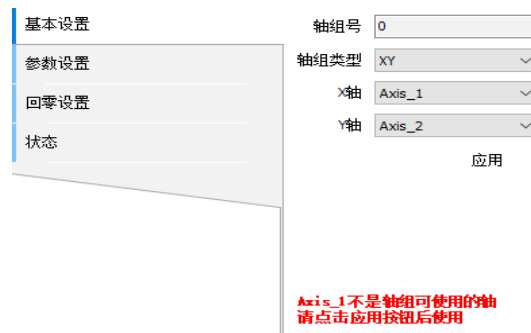 基本设置
参数设置
回零设置
状态
轴组号 0
轴组类型 XY
X轴 Axis_1
Y轴 Axis_2
应用
Axis_1不是轴组可使用的轴
请点击应用按钮后使用